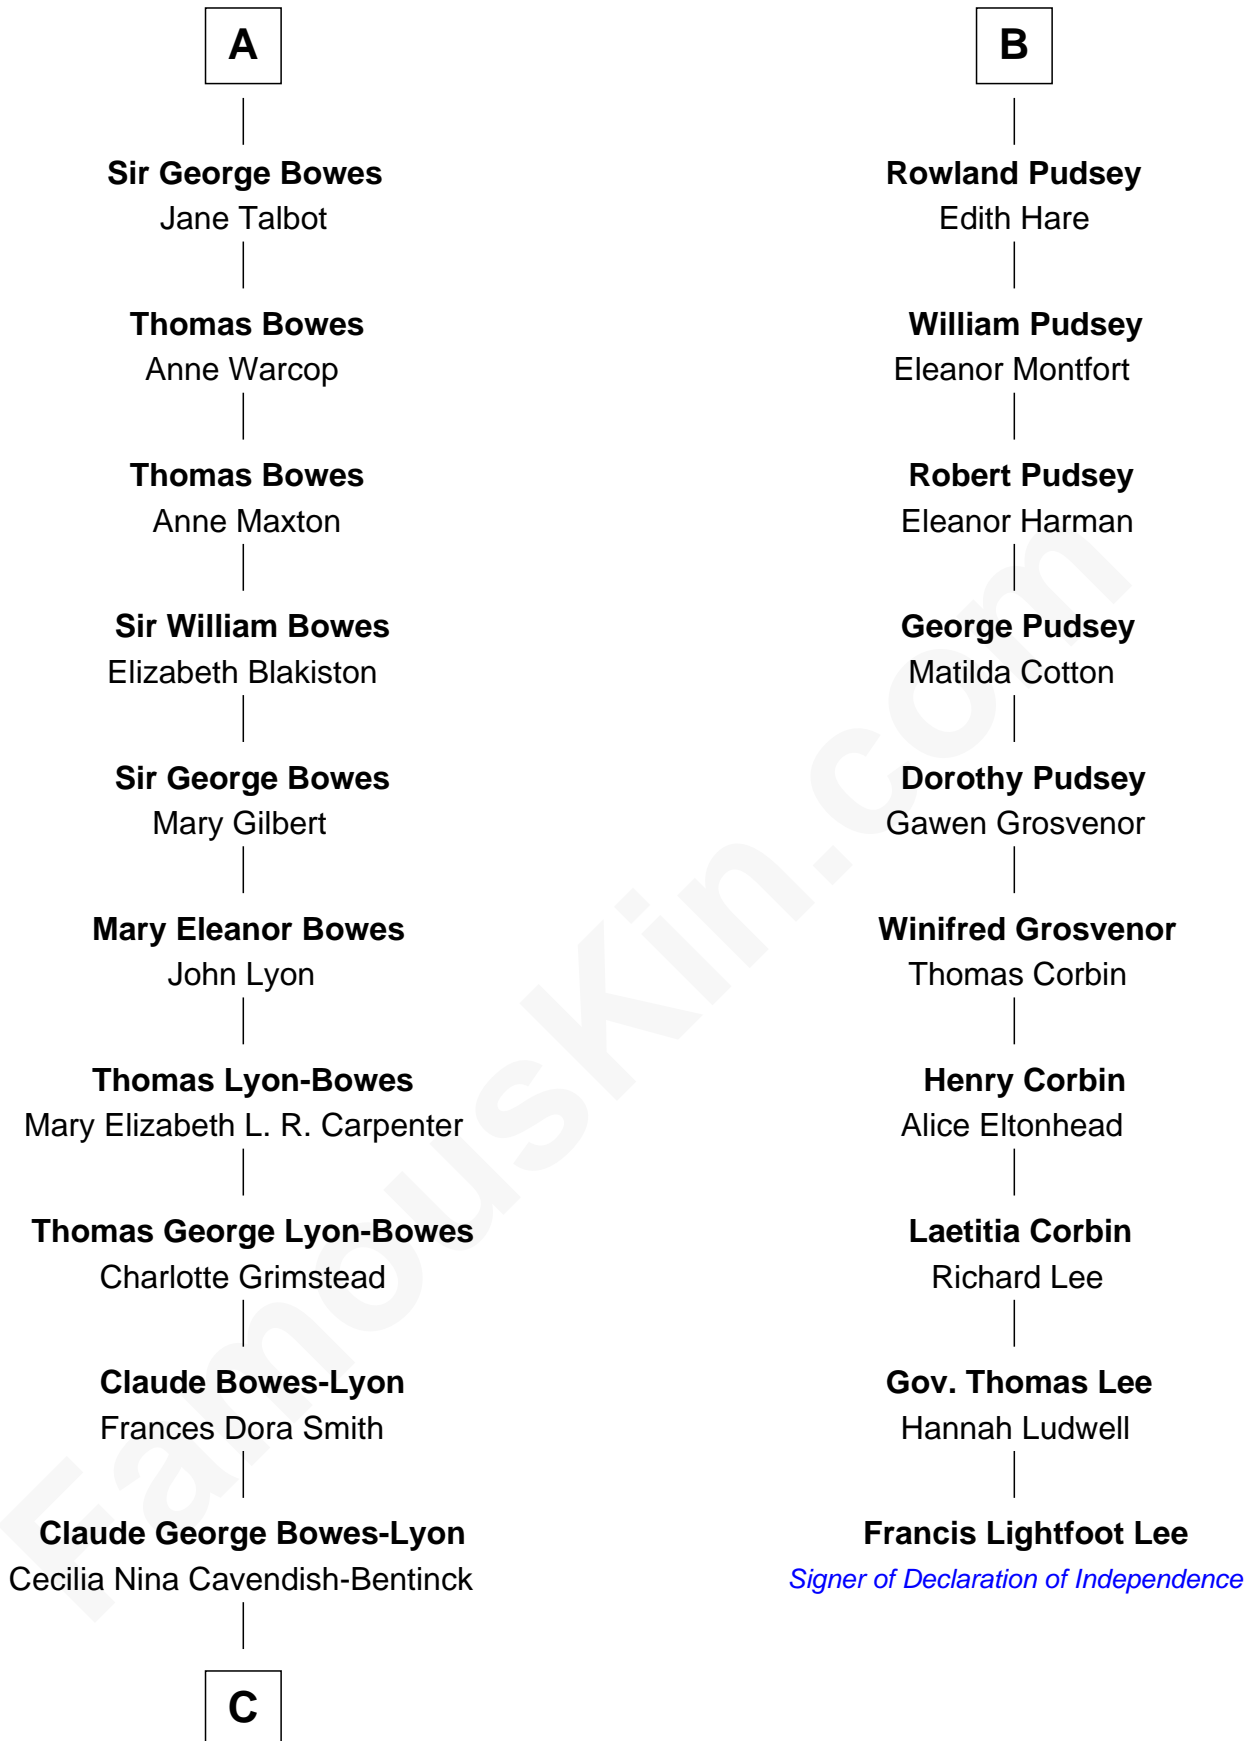 A
Sir George Bowes
Jane Talbot
Thomas Bowes
Anne Warcop
Thomas Bowes
Anne Maxton
Sir William Bowes
Elizabeth Blakiston
Sir George Bowes
Mary Gilbert
Mary Eleanor Bowes
John Lyon
Thomas Lyon-Bowes
Mary Elizabeth L. R. Carpenter
Thomas George Lyon-Bowes
Charlotte Grimstead
Claude Bowes-Lyon
Frances Dora Smith
Claude George Bowes-Lyon
Cecilia Nina Cavendish-Bentinck
C
B
Rowland Pudsey
Edith Hare
William Pudsey
Eleanor Montfort
Robert Pudsey
Eleanor Harman
George Pudsey
Matilda Cotton
Dorothy Pudsey
Gawen Grosvenor
Winifred Grosvenor
Thomas Corbin
Henry Corbin
Alice Eltonhead
Laetitia Corbin
Richard Lee
Gov. Thomas Lee
Hannah Ludwell
Francis Lightfoot Lee
Signer of Declaration of Independence
FamousKin.com